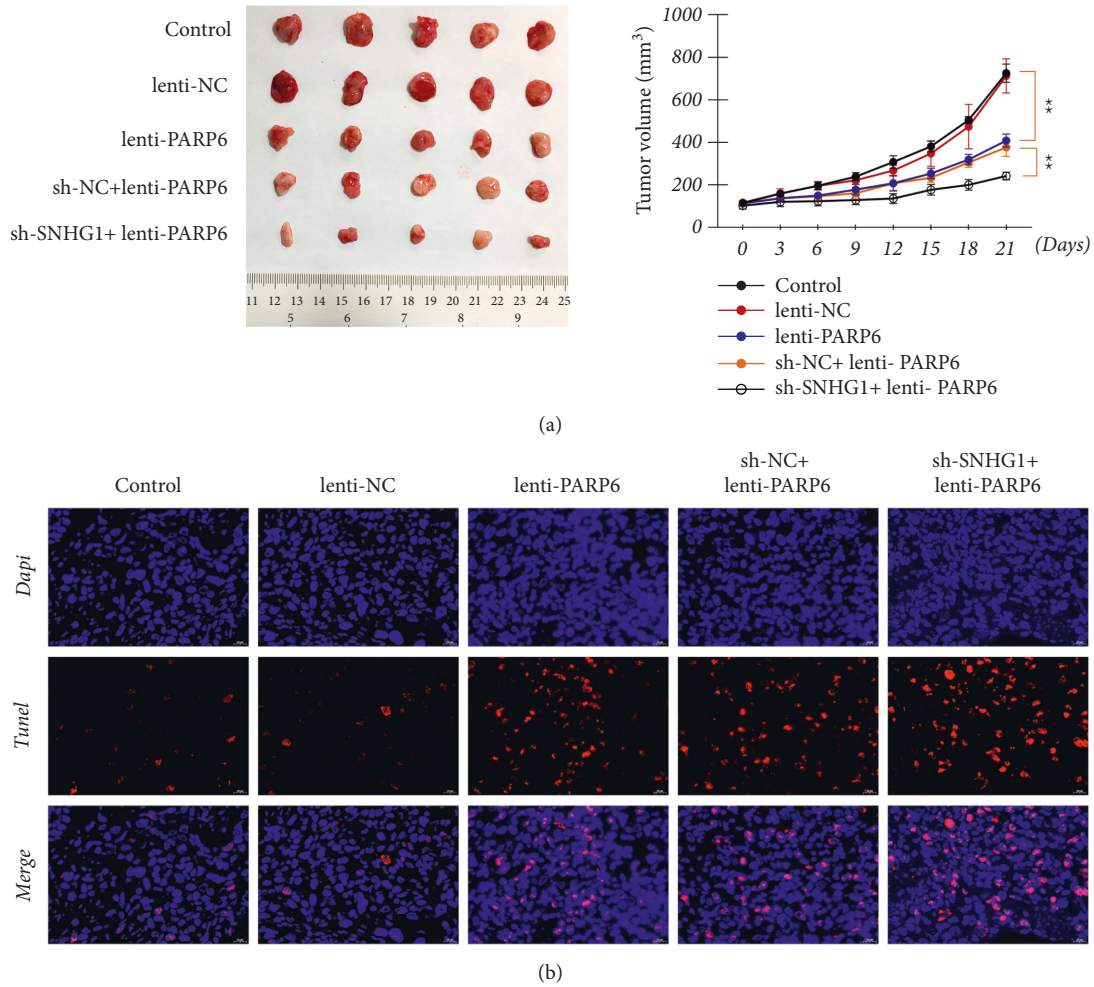 Control
lenti-NC
lenti-PARP6
sh-NC+lenti-PARP6
sh-SNHG1+ lenti-PARP6
11 12 13 14 15 16 17 18 19 20 21 22 23 24 25
5 6 7 8 9
Tumor volume (mm³)
1000
800
600
400
200
0
0 3 6 9 12 15 18 21 (Days)
**
**
Control
lenti-NC
lenti-PARP6
sh-NC+ lenti- PARP6
sh-SNHG1+ lenti- PARP6
(a)
Control
lenti-NC
lenti-PARP6
sh-NC+
lenti-PARP6
sh-SNHG1+
lenti-PARP6
Dapi
Tunel
Merge
(b)